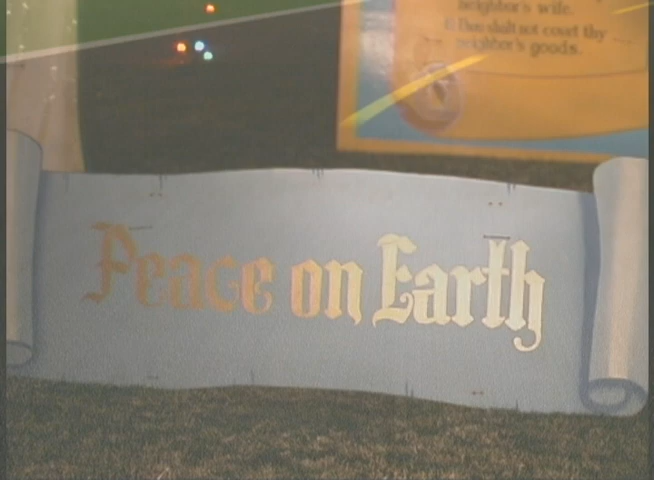 neighbor's wife.
Thou shalt not covet thy
neighbor's goods.
Peace on Earth